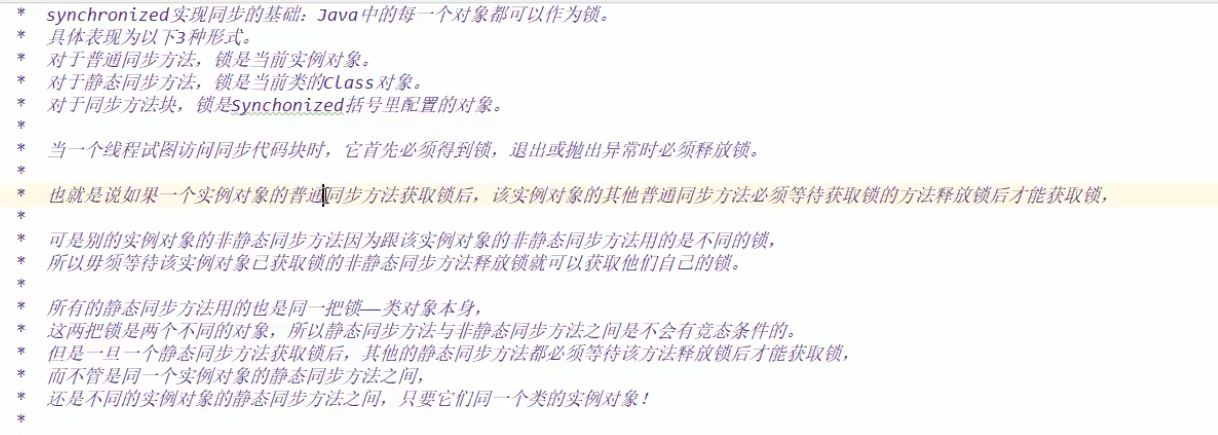 * synchronized实现同步的基础：Java中的每一个对象都可以作为锁。
* 具体表现为以下3种形式。
* 对于普通同步方法，锁是当前实例对象。
* 对于静态同步方法，锁是当前类的Class对象。
* 对于同步方法块，锁是Synchonized括号里配置的对象。
*
* 当一个线程试图访问同步代码块时，它首先必须得到锁，退出或抛出异常时必须释放锁。
*
* 也就是说如果一个实例对象的普通同步方法获取锁后，该实例对象的其他普通同步方法必须等待获取锁的方法释放锁后才能获取锁，
*
* 可是别的实例对象的非静态同步方法因为跟该实例对象的非静态同步方法用的是不同的锁，
* 所以毋须等待该实例对象已获取锁的非静态同步方法释放锁就可以获取他们自己的锁。
*
* 所有的静态同步方法用的也是同一把锁——类对象本身，
* 这两把锁是两个不同的对象，所以静态同步方法与非静态同步方法之间是不会有竞态条件的。
* 但是一旦一个静态同步方法获取锁后，其他的静态同步方法都必须等待该方法释放锁后才能获取锁，
* 而不管是同一个实例对象的静态同步方法之间，
* 还是不同的实例对象的静态同步方法之间，只要它们同一个类的实例对象！
*